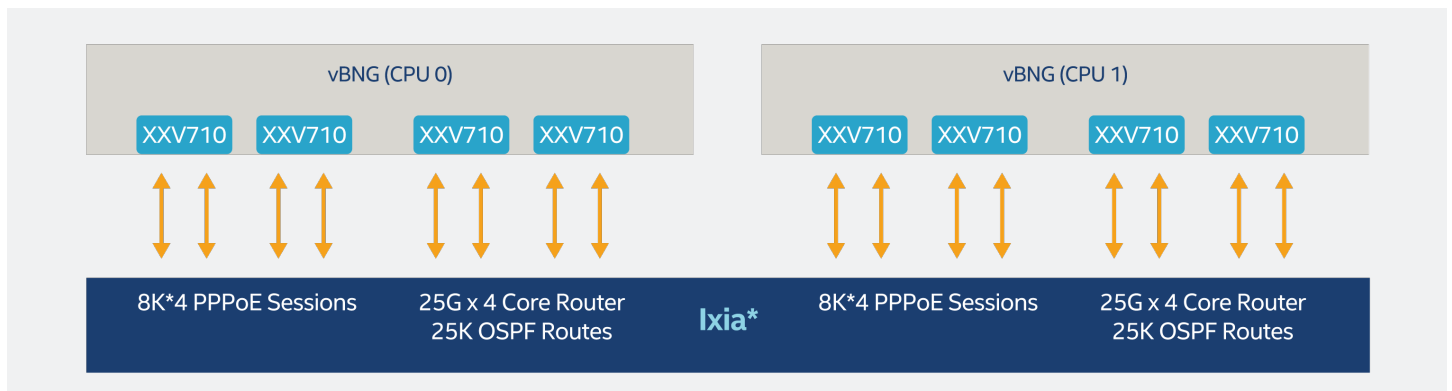 vBNG (CPU 0)
XXV710 XXV710 XXV710 XXV710
vBNG (CPU 1)
XXV710 XXV710 XXV710 XXV710
8K*4 PPPoE Sessions
25G x 4 Core Router
25K OSPF Routes
Ixia*
8K*4 PPPoE Sessions
25G x 4 Core Router
25K OSPF Routes